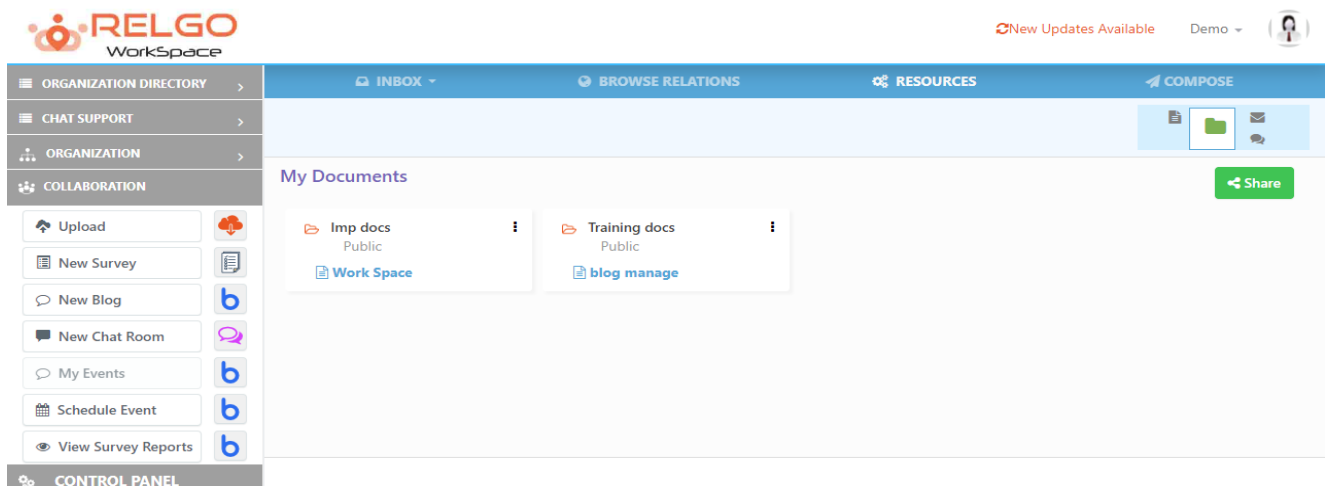 RELGO
WorkSpace
New Updates Available
Demo
ORGANIZATION DIRECTORY
CHAT SUPPORT
ORGANIZATION
COLLABORATION
Upload
New Survey
New Blog
New Chat Room
My Events
Schedule Event
View Survey Reports
CONTROL PANEL
INBOX
BROWSE RELATIONS
RESOURCES
COMPOSE
My Documents
Share
Imp docs
Public
Work Space
Training docs
Public
blog manage